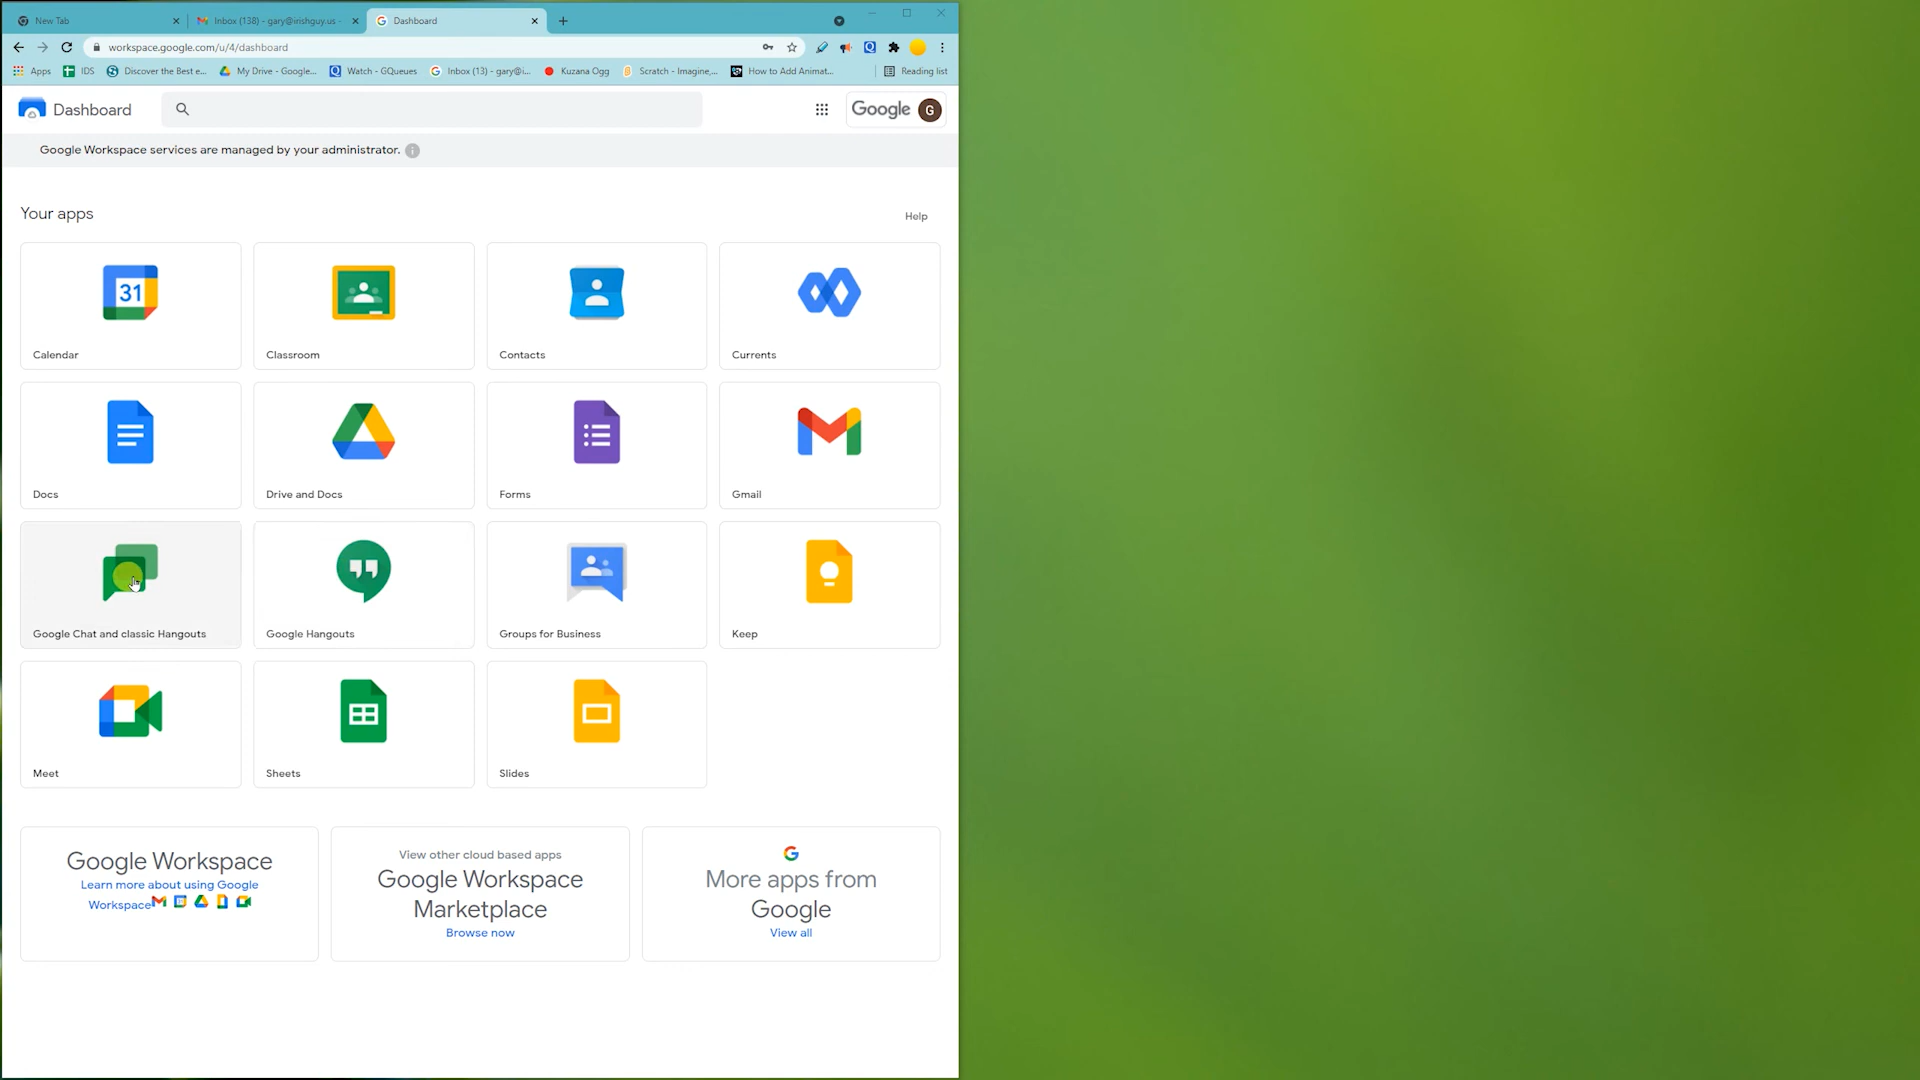 New Tab
Inbox (138) - gary@irishguy.us -
Dashboard
workspace.google.com/u/4/dashboard
Apps
IDS
Discover the Best e...
My Drive - Google...
Watch - GQueues
Inbox (13) - gary@i...
Kuzana Ogg
Scratch - Imagine,...
How to Add Animat...
Reading list
Dashboard
Google
G
Google Workspace services are managed by your administrator.
Your apps
Help
31
Calendar
Classroom
Contacts
Currents
Docs
Drive and Docs
Forms
Gmail
Google Chat and classic Hangouts
Google Hangouts
Groups for Business
Keep
Meet
Sheets
Slides
Google Workspace
Learn more about using Google
Workspace
View other cloud based apps
Google Workspace
Marketplace
Browse now
More apps from
Google
View all